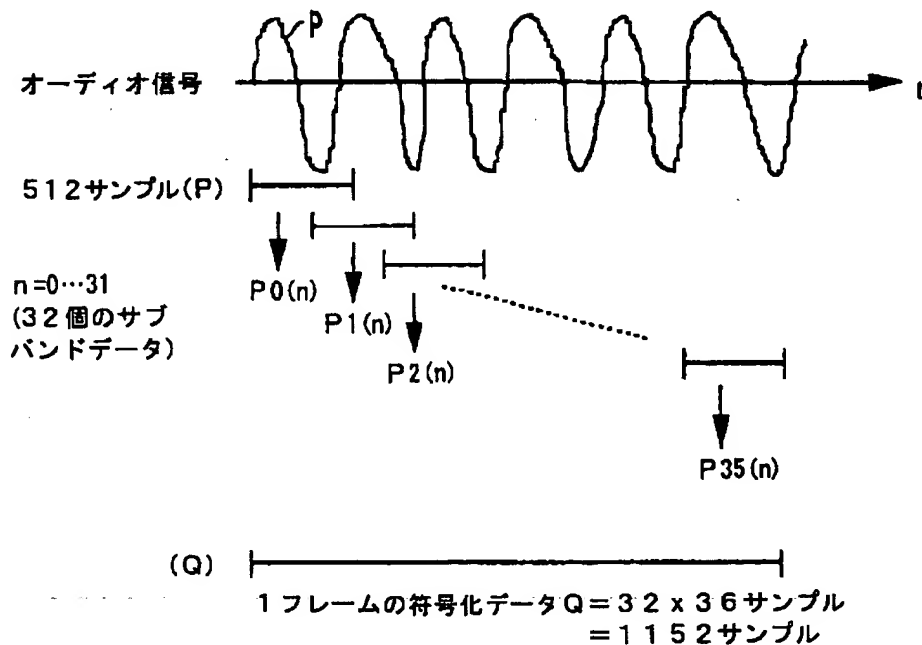 p
オーディオ信号
t
512サンプル(P)
n=0…31
(32個のサブ
バンドデータ)
P0(n)
P1(n)
P2(n)
P35(n)
(Q)
1フレームの符号化データQ=32x36サンプル
=1152サンプル